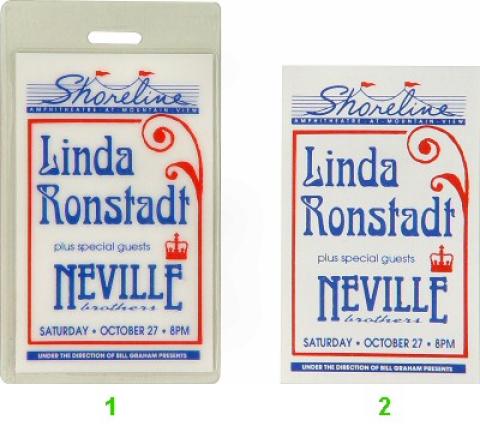 Shoreline
AMPHITHEATRE AT MOUNTAIN VIEW
Linda
Ronstadt
plus special guests
NEVILLE
brothers
SATURDAY • OCTOBER 27 • 8PM
UNDER THE DIRECTION OF BILL GRAHAM PRESENTS
1
Shoreline
AMPHITHEATRE AT MOUNTAIN VIEW
Linda
Ronstadt
plus special guests
NEVILLE
brothers
SATURDAY • OCTOBER 27 • 8PM
UNDER THE DIRECTION OF BILL GRAHAM PRESENTS
2